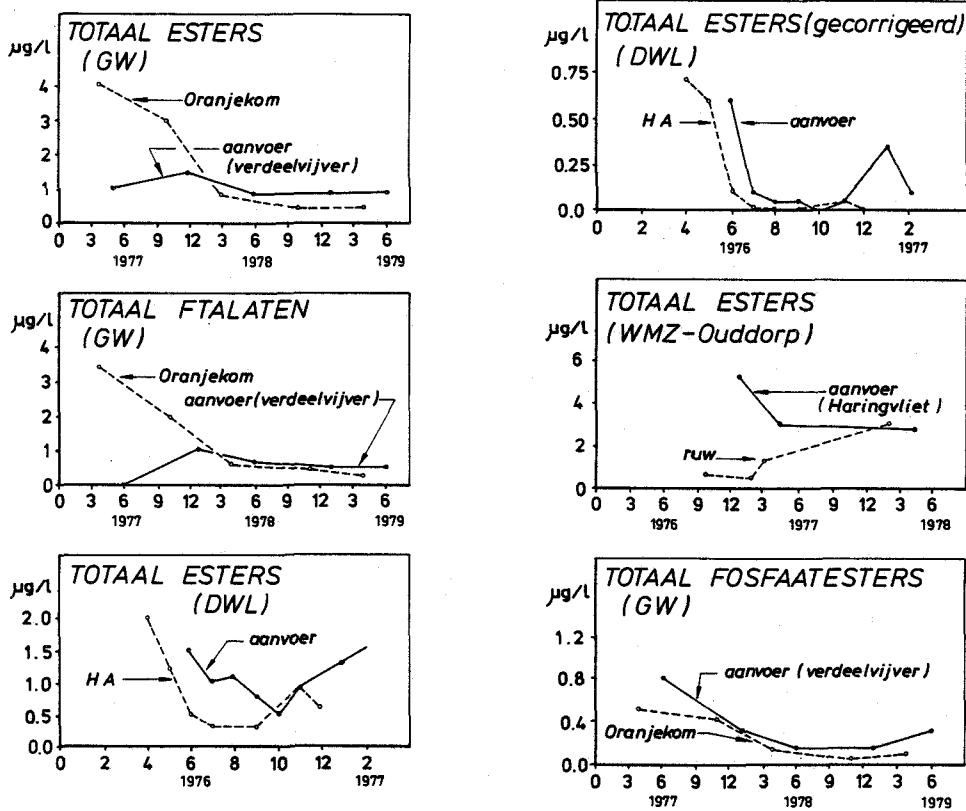 TOTAAL ESTERS
(GW)
µg/l
4
3
2
1
0
Oranjekom
aanvoer
(verdeelvijver)
0 3 6 9 12 3 6 9 12 3 6
1977 1978 1979
TOTAAL ESTERS (gecorrigeerd)
(DWL)
µg/l
0.75
0.50
0.25
0.0
HA
aanvoer
0 2 4 6 8 10 12 2
1976 1977
TOTAAL FTALATEN
(GW)
µg/l
4
3
2
1
0
Oranjekom
aanvoer (verdeelvijver)
0 3 6 9 12 3 6 9 12 3 6
1977 1978 1979
TOTAAL ESTERS
(WMZ-Ouddorp)
µg/l
6
4
2
0
aanvoer
(Haringvliet)
ruw
0 3 6 9 12 3 6 9 12 3 6
1976 1977 1978
TOTAAL ESTERS
(DWL)
µg/l
2.0
1.5
1.0
0.5
0.0
aanvoer
HA
0 2 4 6 8 10 12 2
1976 1977
TOTAAL FOSFAATESTERS
(GW)
µg/l
1.2
0.8
0.4
0.0
aanvoer (verdeelvijver)
Oranjekom
0 3 6 9 12 3 6 9 12 3 6
1977 1978 1979